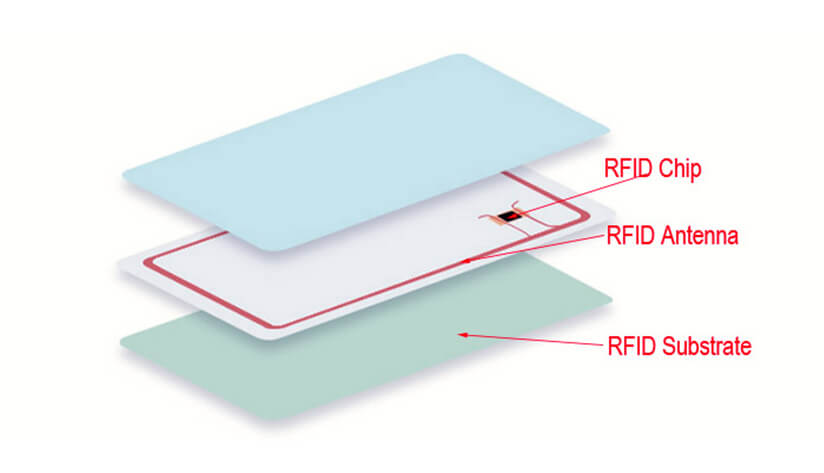 RFID Chip
RFID Antenna
RFID Substrate